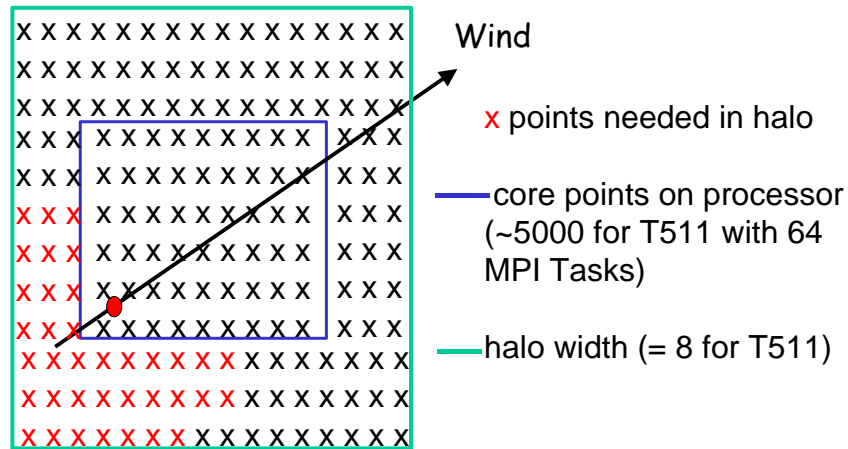 x x x x x x x x x x x x x x x x
x x x x x x x x x x x x x x x x
x x x x x x x x x x x x x x x x
x x x x x x x x x x x x x x x
x x x x x x x x x x x x x x x
x x x x x x x x x x x x x x x
x x x x x x x x x x x x x x x
x x x x x x x x x x x x x x x
x x x x x x x x x x x x x x x
x x x x x x x x x x x x x x x x
x x x x x x x x x x x x x x x x
x x x x x x x x x x x x x x x x
Wind
x points needed in halo
core points on processor
(~5000 for T511 with 64
MPI Tasks)
halo width (= 8 for T511)